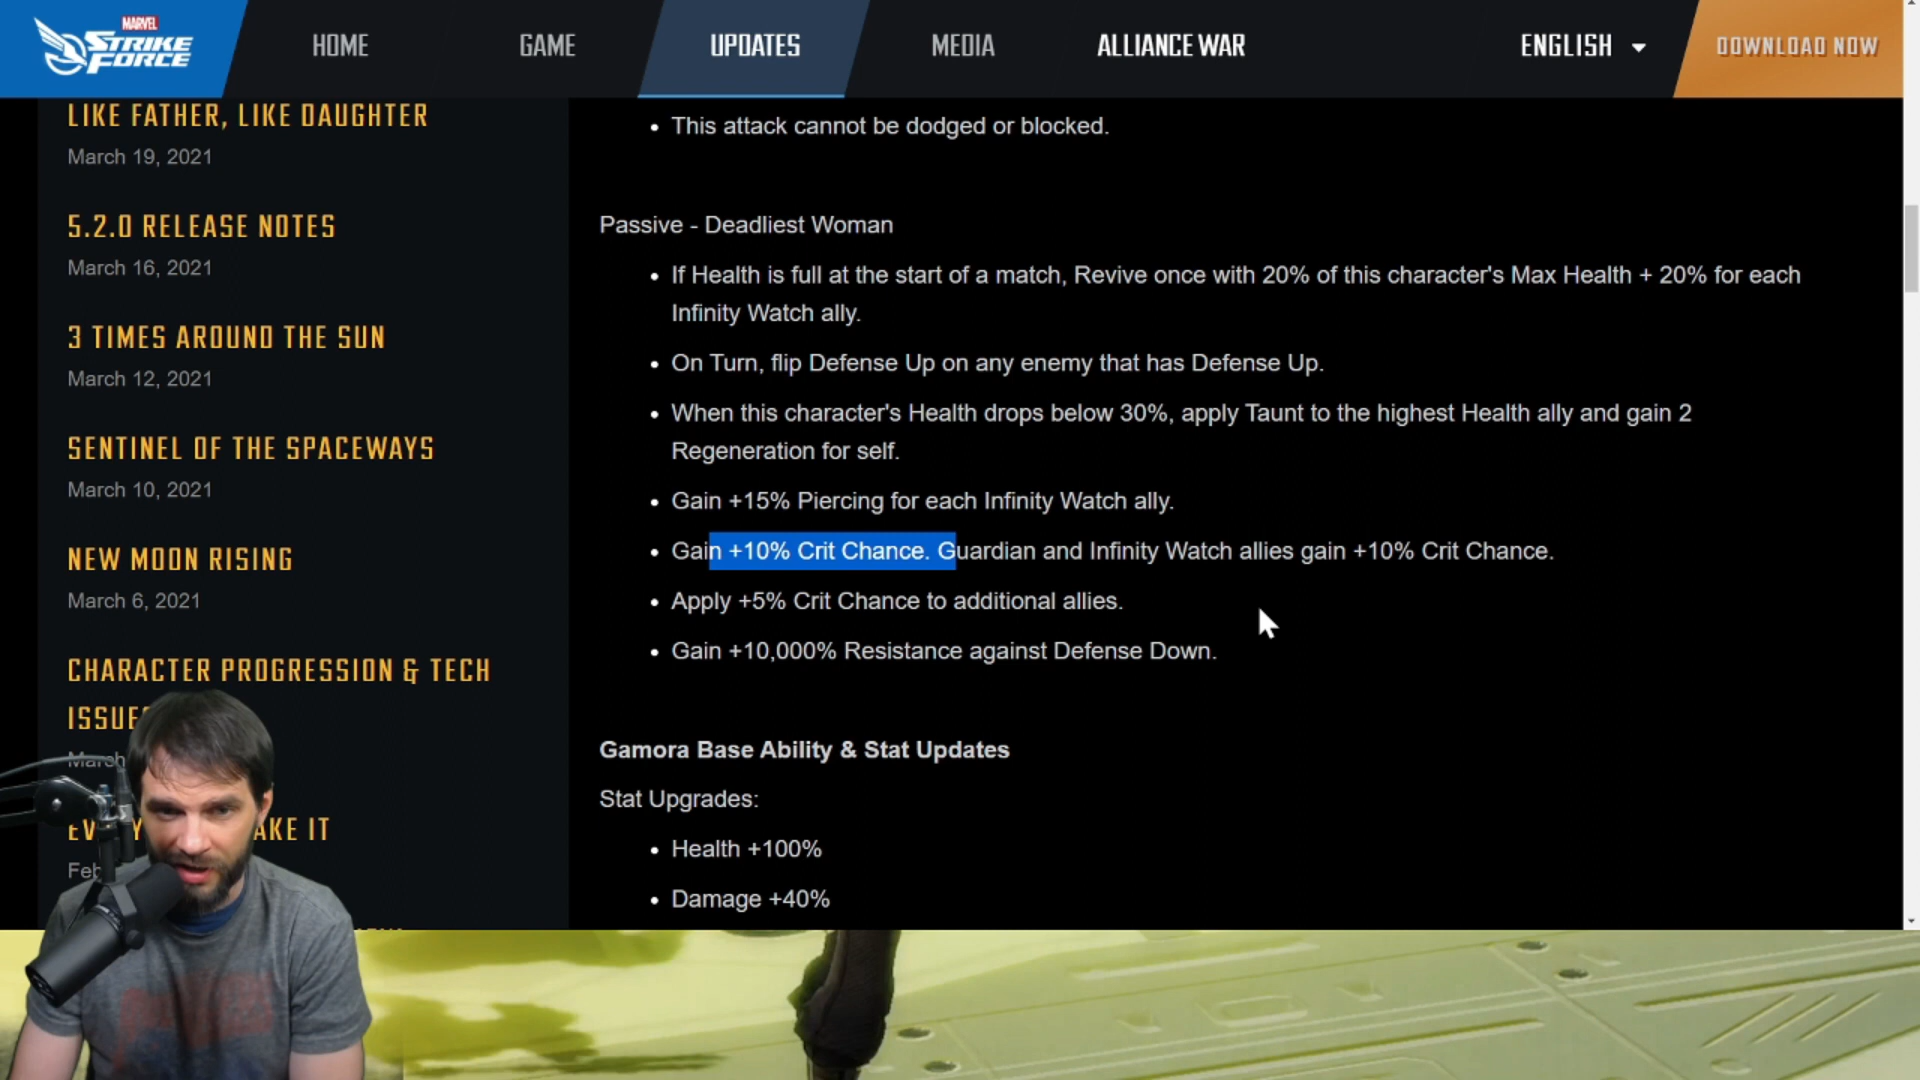 MARVEL
STRIKE
FORCE
HOME
GAME
UPDATES
MEDIA
ALLIANCE WAR
ENGLISH
DOWNLOAD NOW
LIKE FATHER, LIKE DAUGHTER
March 19, 2021
5.2.0 RELEASE NOTES
March 16, 2021
3 TIMES AROUND THE SUN
March 12, 2021
SENTINEL OF THE SPACEWAYS
March 10, 2021
NEW MOON RISING
March 6, 2021
CHARACTER PROGRESSION & TECH
March
• This attack cannot be dodged or blocked.
Passive - Deadliest Woman
• If Health is full at the start of a match, Revive once with 20% of this character's Max Health + 20% for each
Infinity Watch ally.
• On Turn, flip Defense Up on any enemy that has Defense Up.
• When this character's Health drops below 30%, apply Taunt to the highest Health ally and gain 2
Regeneration for self.
• Gain +15% Piercing for each Infinity Watch ally.
• Gain +10% Crit Chance. Guardian and Infinity Watch allies gain +10% Crit Chance.
• Apply +5% Crit Chance to additional allies.
• Gain +10,000% Resistance against Defense Down.
Gamora Base Ability & Stat Updates
Stat Upgrades:
• Health +100%
• Damage +40%